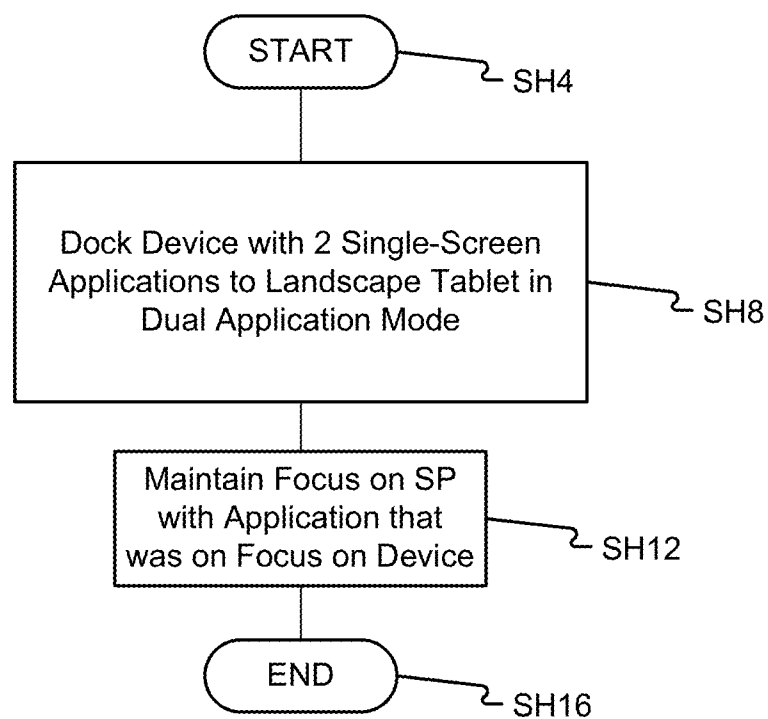 START
SH4
Dock Device with 2 Single-Screen
Applications to Landscape Tablet in
Dual Application Mode
SH8
Maintain Focus on SP
with Application that
was on Focus on Device
SH12
END
SH16